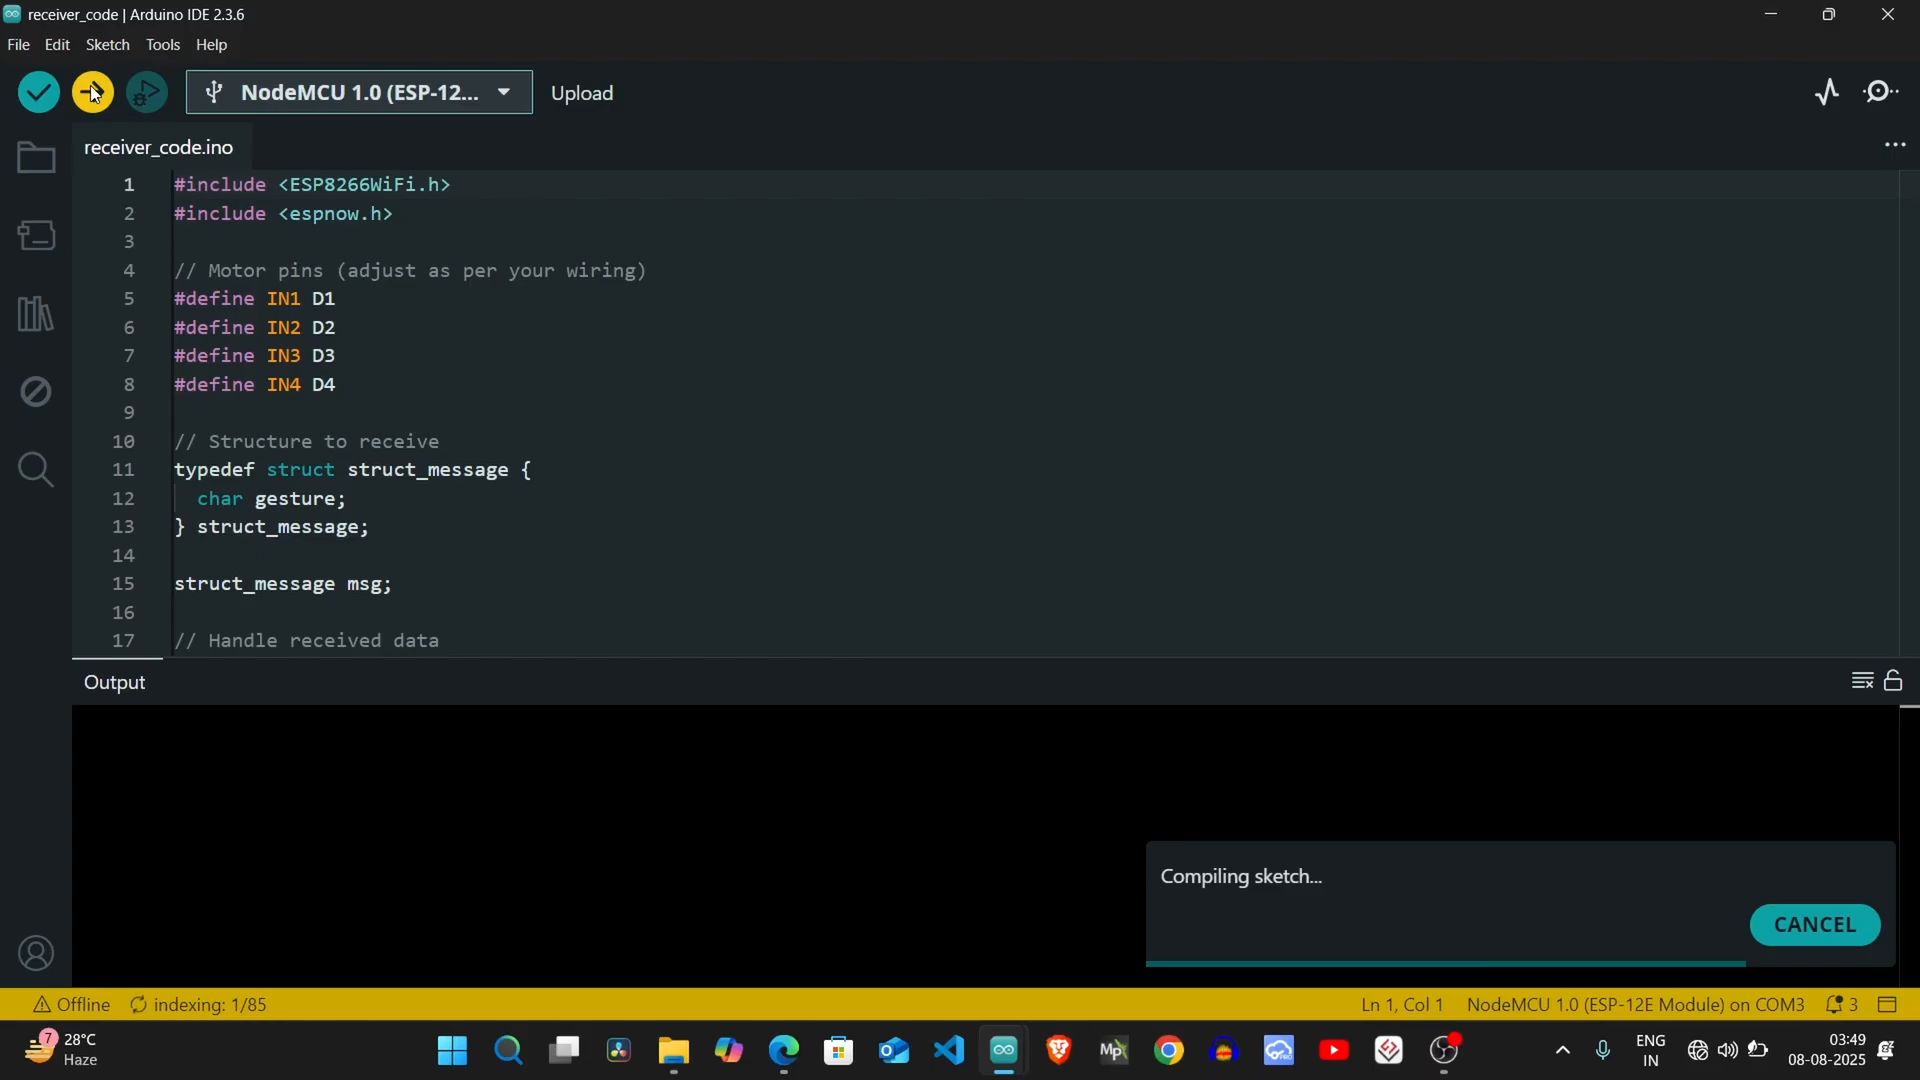 receiver_code | Arduino IDE 2.3.6
File Edit Sketch Tools Help
NodeMCU 1.0 (ESP-12... Upload
receiver_code.ino
1 #include <ESP8266WiFi.h>
2 #include <espnow.h>
3
4 // Motor pins (adjust as per your wiring)
5 #define IN1 D1
6 #define IN2 D2
7 #define IN3 D3
8 #define IN4 D4
9
10 // Structure to receive
11 typedef struct struct_message {
12 char gesture;
13 } struct_message;
14
15 struct_message msg;
16
17 // Handle received data
Output
Compiling sketch...
CANCEL
Offline indexing: 1/85 Ln 1, Col 1 NodeMCU 1.0 (ESP-12E Module) on COM3 3
7 28°C
Haze
Mp
PRO
ENG
IN
03:49
08-08-2025